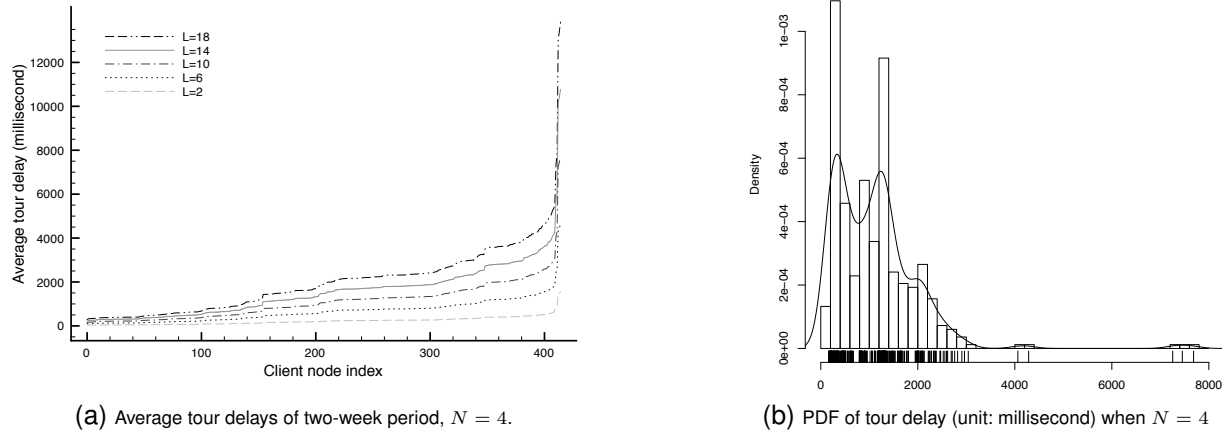 Average tour delay (millisecond)
12000
10000
8000
6000
4000
2000
0
L=18
L=14
L=10
L=6
L=2
0 100 200 300 400
Client node index
(a) Average tour delays of two-week period, N = 4.
Density
1e−03
8e−04
6e−04
4e−04
2e−04
0e+00
0 2000 4000 6000 8000
(b) PDF of tour delay (unit: millisecond) when N = 4